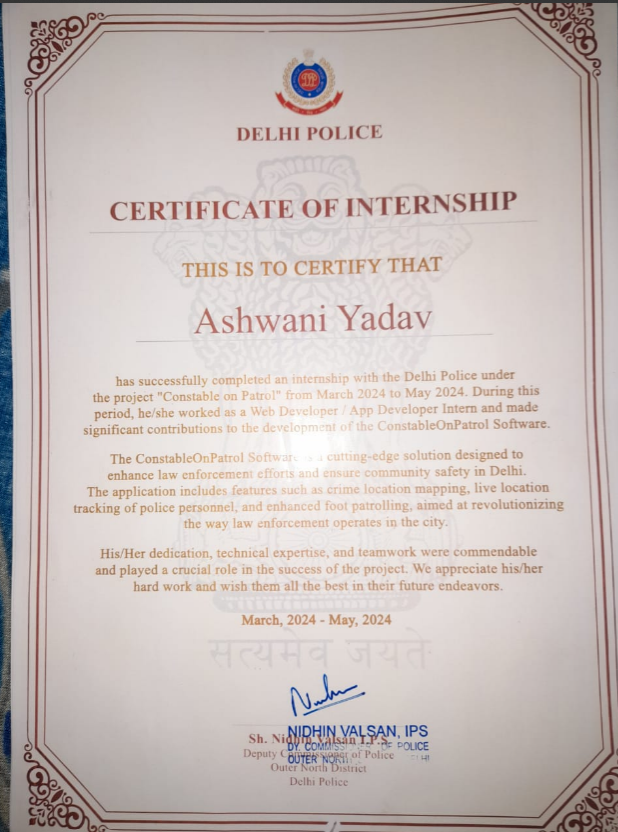 DELHI POLICE
CERTIFICATE OF INTERNSHIP
THIS IS TO CERTIFY THAT
Ashwani Yadav
has successfully completed an internship with the Delhi Police under
the project "Constable on Patrol" from March 2024 to May 2024. During this
period, he/she worked as a Web Developer / App Developer Intern and made
significant contributions to the development of the ConstableOnPatrol Software.
The ConstableOnPatrol Software is a cutting-edge solution designed to
enhance law enforcement efforts and ensure community safety in Delhi.
The application includes features such as crime location mapping, live location
tracking of police personnel, and enhanced foot patrolling, aimed at revolutionizing
the way law enforcement operates in the city.
His/Her dedication, technical expertise, and teamwork were commendable
and played a crucial role in the success of the project. We appreciate his/her
hard work and wish them all the best in their future endeavors.
March, 2024 - May, 2024
सत्यमेव जयते
NIDHIN VALSAN, IPS
Sh. Nidhin Valsan I.P.S.
DY. COMMISSIONER OF POLICE
Deputy Commissioner of Police
OUTER NORTH
Outer North District
Delhi Police